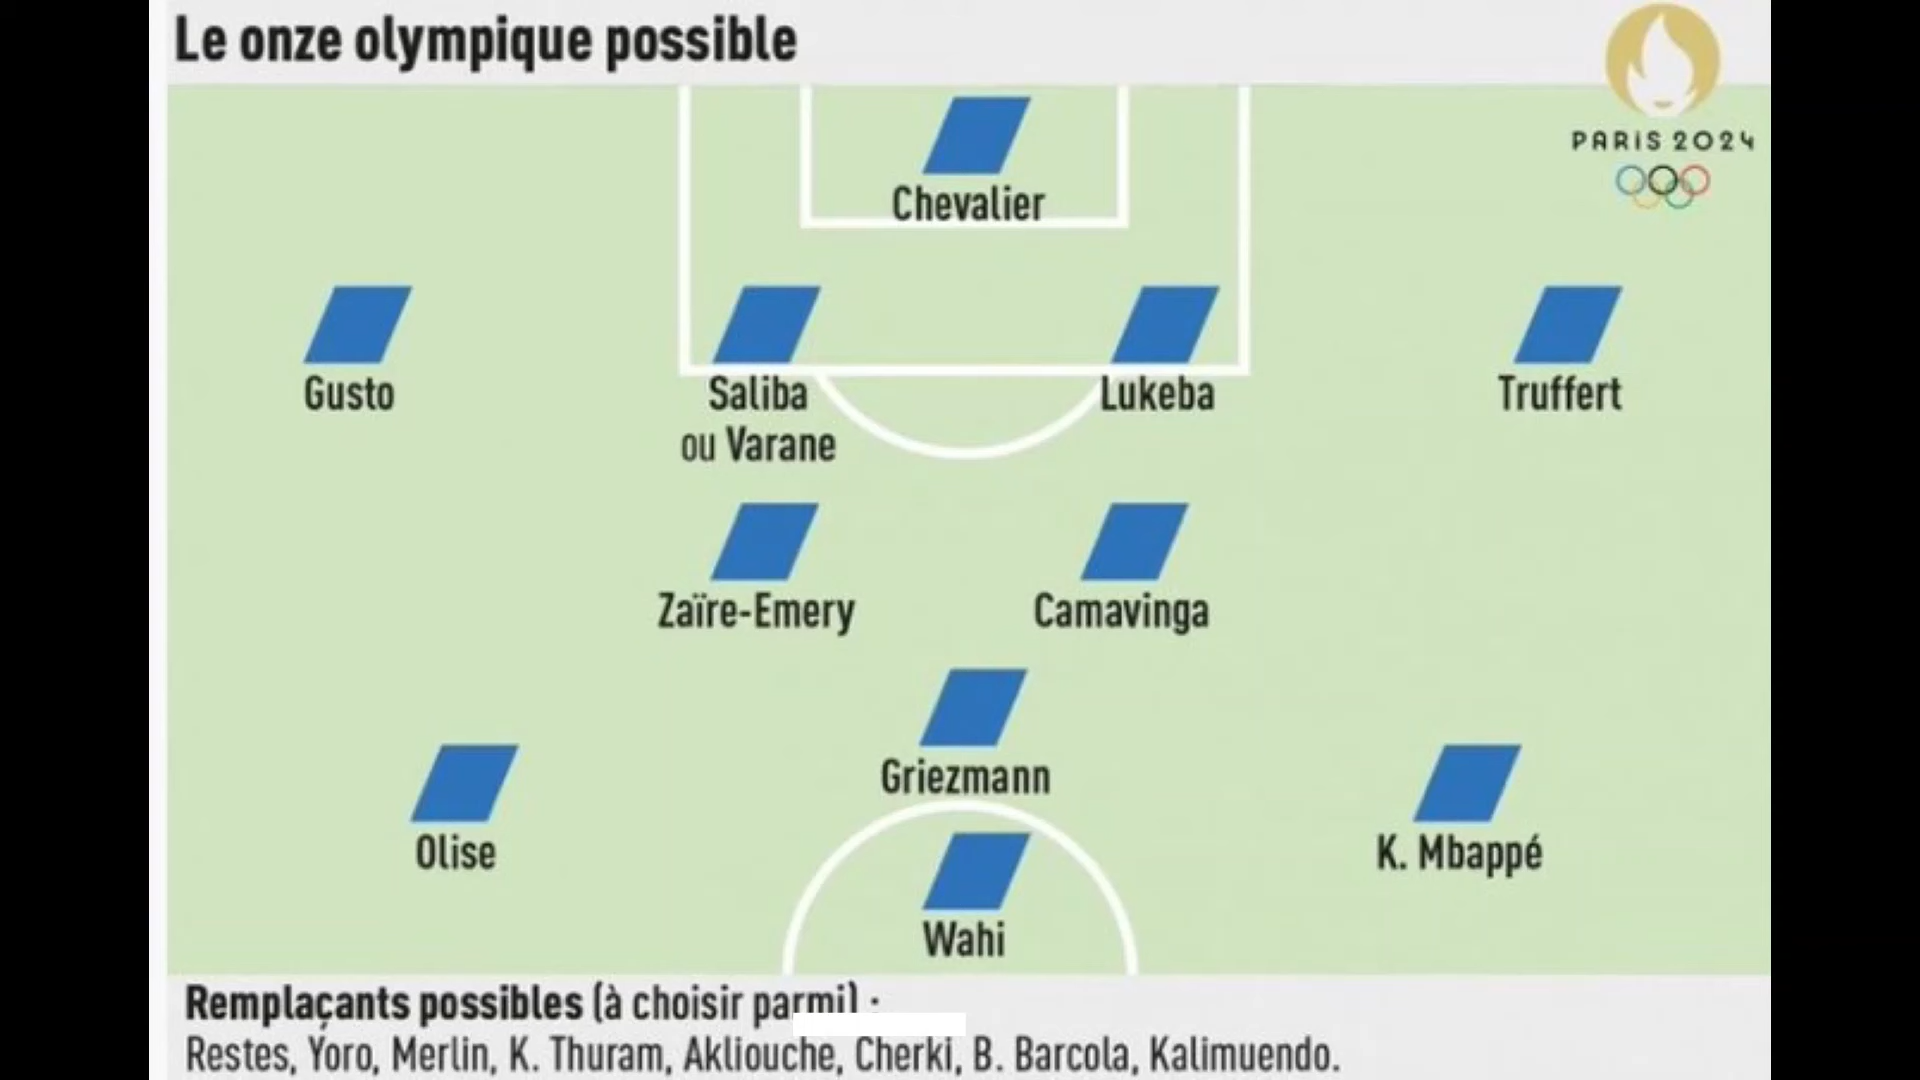 Le onze olympique possible
PARIS 2024
Chevalier
Gusto
Saliba
ou Varane
Lukeba
Truffert
Zaïre-Emery
Camavinga
Griezmann
Olise
K. Mbappé
Wahi
Remplaçants possibles (à choisir parmi) :
Restes, Yoro, Merlin, K. Thuram, Akliouche, Cherki, B. Barcola, Kalimuendo.